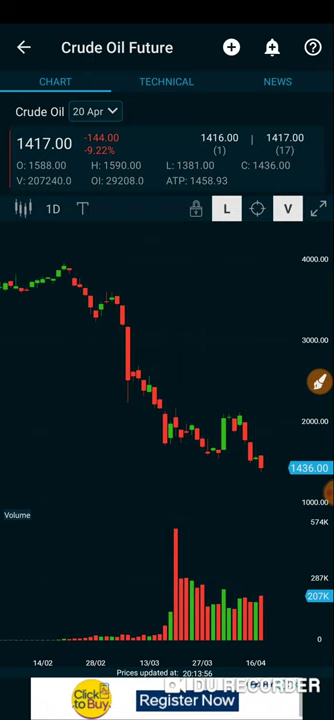 Crude Oil Future
CHART TECHNICAL NEWS
Crude Oil 20 Apr
1417.00 -144.00 1416.00 | 1417.00
-9.22% (1) (17)
O: 1588.00 H: 1590.00 L: 1381.00 C: 1436.00
V: 207240.0 OI: 29208.0 ATP: 1458.93
1D T L V
4000.00
3000.00
2000.00
1436.00
1000.00
Volume
574K
287K
207K
0
14/02 28/02 13/03 27/03 16/04
Prices updated at: 20:13:56
DU RECORDER
Click to Buy
Register Now